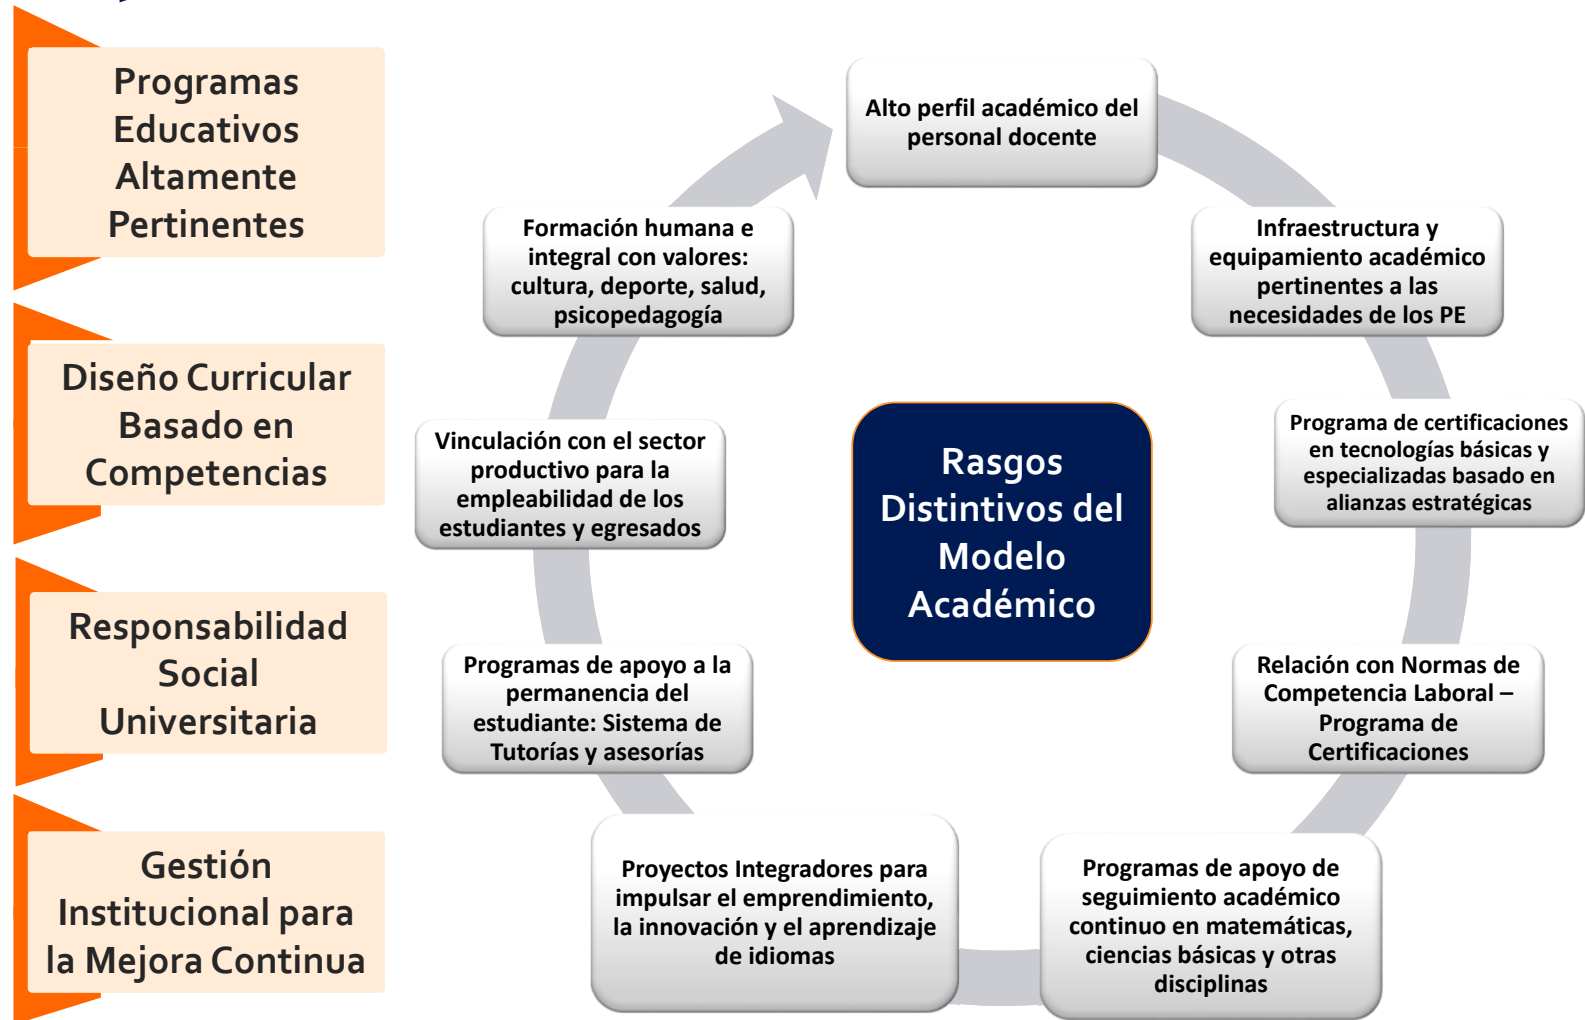 Programas
Educativos
Altamente
Pertinentes
Diseño Curricular
Basado en
Competencias
Responsabilidad
Social
Universitaria
Gestión
Institucional para
la Mejora Continua
Alto perfil académico del
personal docente
Infraestructura y
equipamiento académico
pertinentes a las
necesidades de los PE
Programa de certificaciones
en tecnologías básicas y
especializadas basado en
alianzas estratégicas
Relación con Normas de
Competencia Laboral –
Programa de
Certificaciones
Programas de apoyo de
seguimiento académico
continuo en matemáticas,
ciencias básicas y otras
disciplinas
Proyectos Integradores para
impulsar el emprendimiento,
la innovación y el aprendizaje
de idiomas
Programas de apoyo a la
permanencia del
estudiante: Sistema de
Tutorías y asesorías
Vinculación con el sector
productivo para la
empleabilidad de los
estudiantes y egresados
Formación humana e
integral con valores:
cultura, deporte, salud,
psicopedagogía
Rasgos
Distintivos del
Modelo
Académico